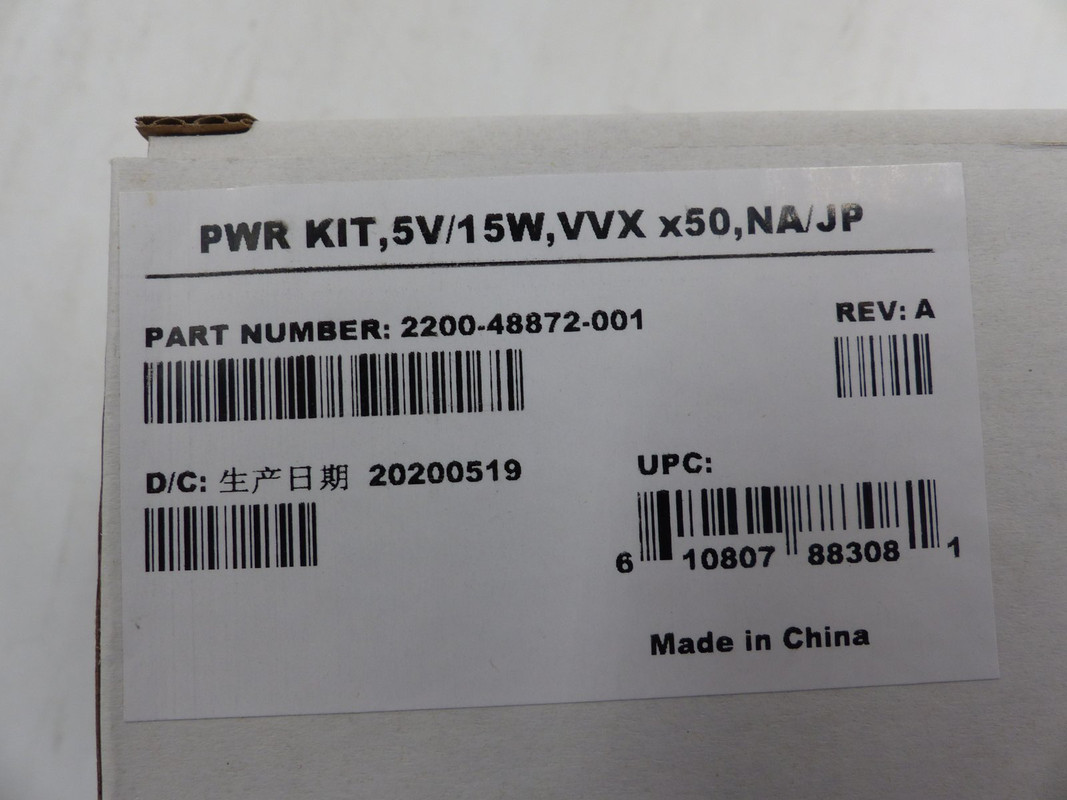 PWR KIT,5V/15W,VVX x50,NA/JP
PART NUMBER: 2200-48872-001
REV: A
D/C: 生产日期 20200519
UPC:
6 10807 88308 1
Made in China